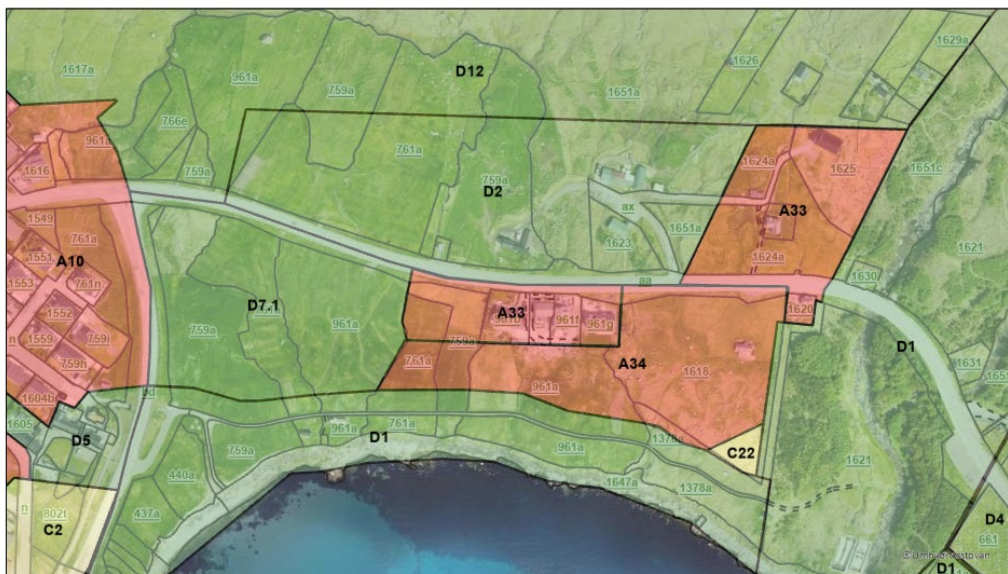 1617a
961a
759a
D12
1651a
1626
1629a
766e
961a
761a
759a
1624a
1625
1651c
1616
759a
D2
ax
1623
1651a
A33
1621
1549
761a
1551
A10
1624a
aa
1630
1553
761n
D7.1
A33
961f
961g
1620
1552
759a
961a
759a
n
1559
759i
761a
A34
1618
D1
1631
759h
961a
1604b
1605
D5
961a
761a
D1
1378a
759a
961a
C22
1621
440a
1647a
1378a
n
802t
C2
437a
D4
661
D1